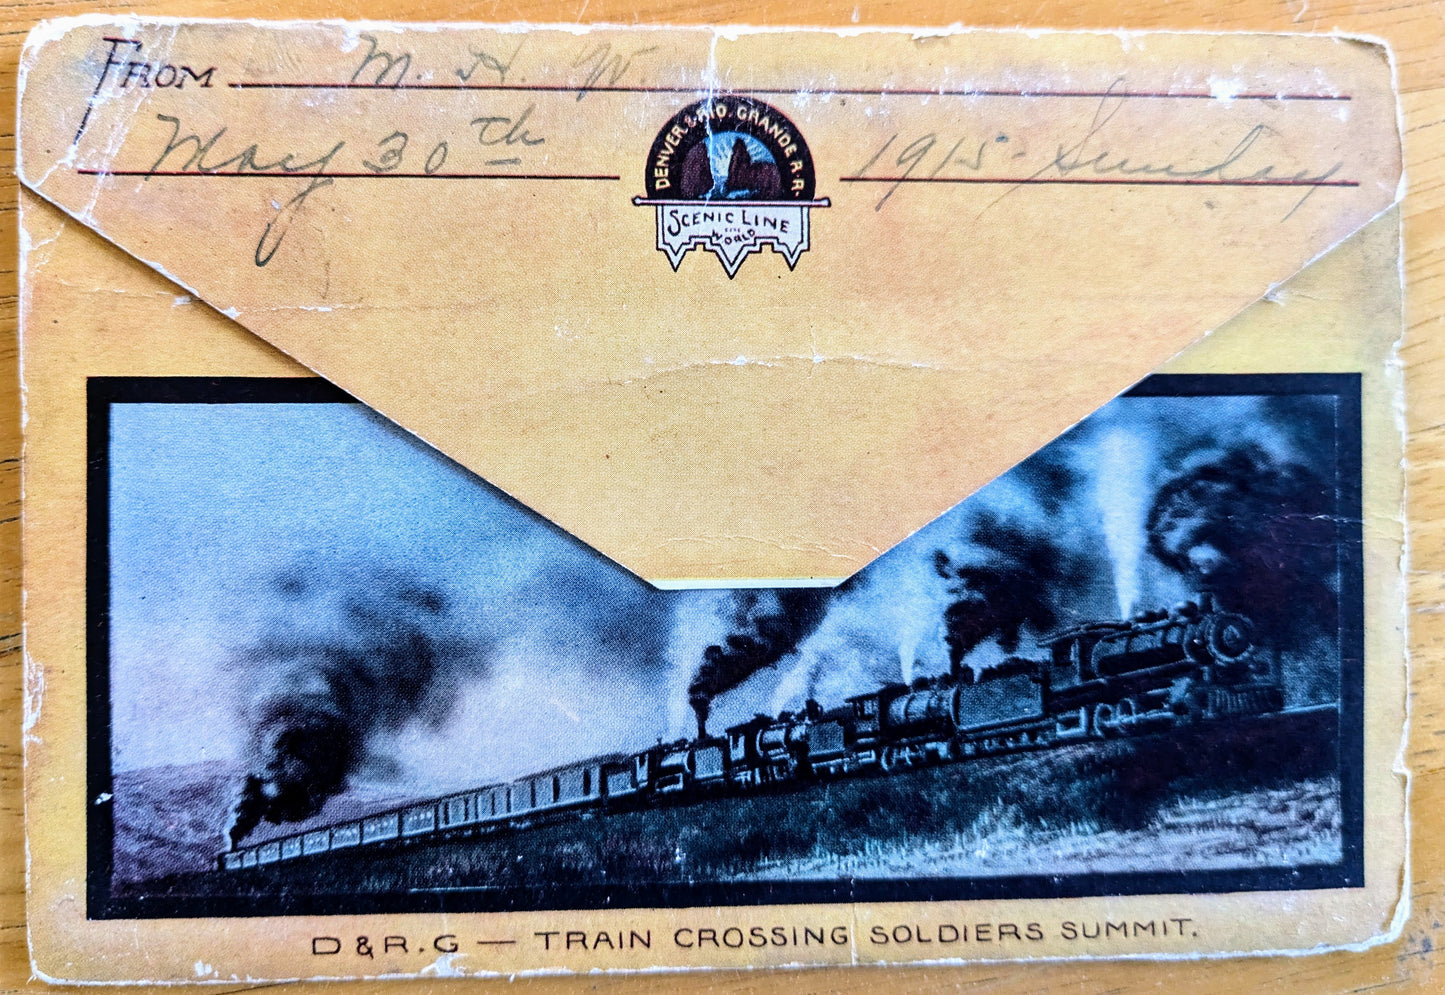 FROM M. H. W.
May 30th 1915- Sunday
DENVER & RIO GRANDE R.R.
SCENIC LINE
OF THE
WORLD
D & R. G — TRAIN CROSSING SOLDIERS SUMMIT.